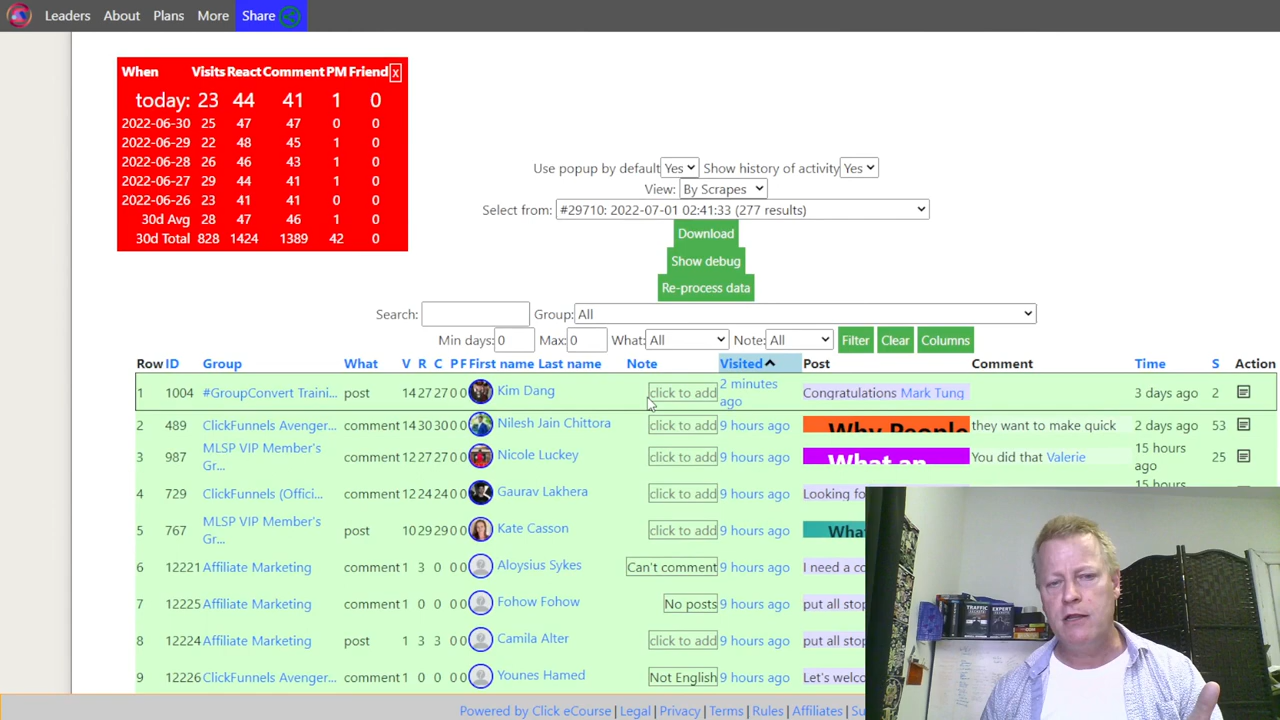 Leaders About Plans More Share
When Visits React Comment PM Friend x
today: 23 44 41 1 0
2022-06-30 25 47 47 0 0
2022-06-29 22 48 45 1 0
2022-06-28 26 46 43 1 0
2022-06-27 29 44 41 1 0
2022-06-26 23 41 41 0 0
30d Avg 28 47 46 1 0
30d Total 828 1424 1389 42 0
Use popup by default Yes Show history of activity Yes
View: By Scrapes
Select from: #29710: 2022-07-01 02:41:33 (277 results)
Download
Show debug
Re-process data
Search: Group: All
Min days: 0 Max: 0 What: All Note: All Filter Clear Columns
Row ID Group What V R C P F First name Last name Note Visited Post Comment Time S Action
1 1004 #GroupConvert Traini... post 14 27 27 0 0 Kim Dang click to add 2 minutes ago Congratulations Mark Tung 3 days ago 2
2 489 ClickFunnels Avenger... comment 14 30 30 0 0 Nilesh Jain Chittora click to add 9 hours ago Why People they want to make quick 2 days ago 53
3 987 MLSP VIP Member's Gr... comment 12 27 27 0 0 Nicole Luckey click to add 9 hours ago What an You did that Valerie 15 hours ago 25
4 729 ClickFunnels (Offici... comment 12 24 24 0 0 Gaurav Lakhera click to add 9 hours ago Looking fo
5 767 MLSP VIP Member's Gr... post 10 29 29 0 0 Kate Casson click to add 9 hours ago What
6 12221 Affiliate Marketing comment 1 3 0 0 0 Aloysius Sykes Can't comment 9 hours ago I need a co
7 12225 Affiliate Marketing comment 1 0 0 0 0 Fohow Fohow No posts 9 hours ago put all stop
8 12224 Affiliate Marketing post 1 3 3 0 0 Camila Alter click to add 9 hours ago put all stop
9 12226 ClickFunnels Avenger... comment 1 0 0 0 0 Younes Hamed Not English 9 hours ago Let's welco
TRAFFIC SECRETS EXPERT
Powered by Click eCourse | Legal | Privacy | Terms | Rules | Affiliates | Su